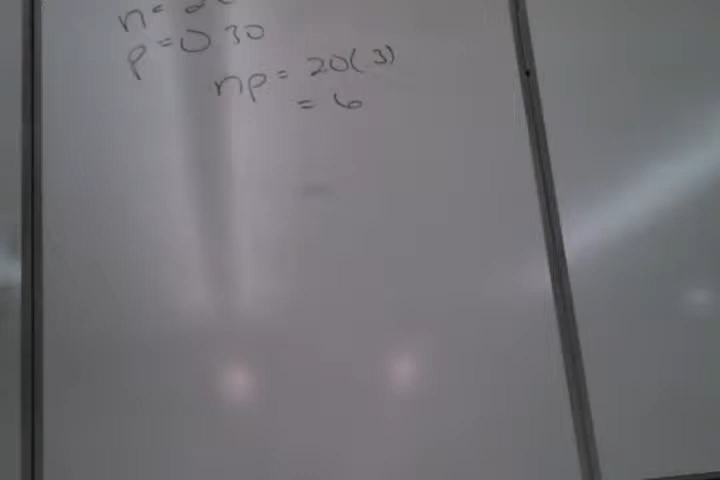 n =
p = 0.30
np = 20(.3)
= 6